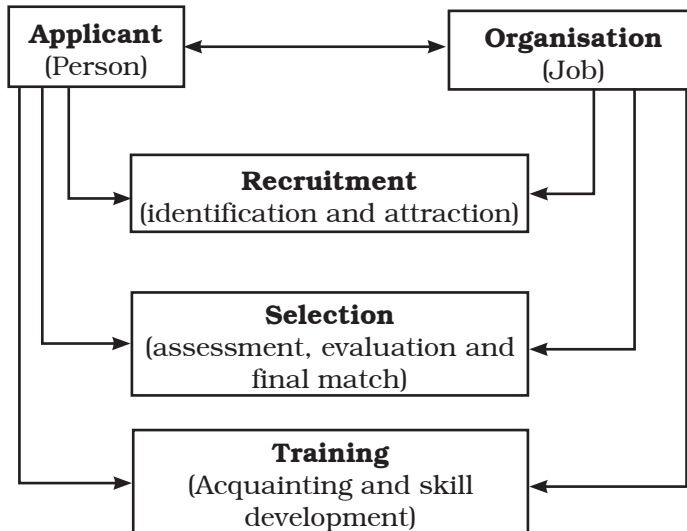 Applicant
(Person)
Organisation
(Job)
Recruitment
(identification and attraction)
Selection
(assessment, evaluation and
final match)
Training
(Acquainting and skill
development)